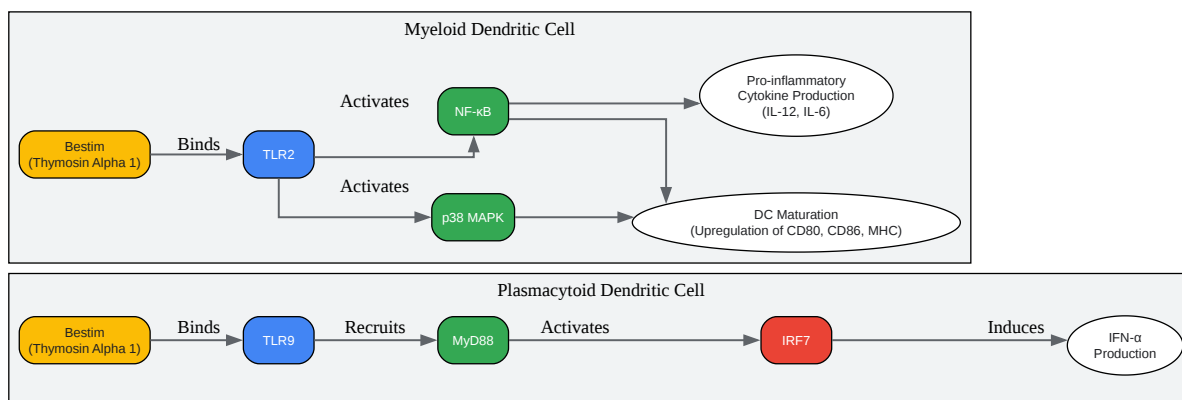 Myeloid Dendritic Cell
Pro-inflammatory
Cytokine Production
(IL-12, IL-6)
Activates
NF-κB
Bestim
(Thymosin Alpha 1)
Binds
TLR2
Activates
p38 MAPK
DC Maturation
(Upregulation of CD80, CD86, MHC)
Plasmacytoid Dendritic Cell
Bestim
(Thymosin Alpha 1)
Binds
TLR9
Recruits
MyD88
Activates
IRF7
Induces
IFN-α
Production